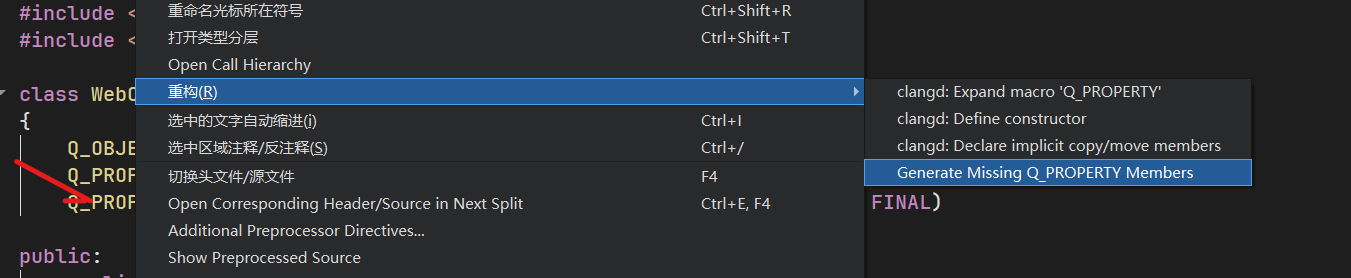 #include <
重命名光标所在符号 Ctrl+Shift+R
#include <
打开类型分层 Ctrl+Shift+T
Open Call Hierarchy
class WebC
重构(R)
clangd: Expand macro 'Q_PROPERTY'
{
选中的文字自动缩进(i) Ctrl+I
clangd: Define constructor
Q_OBJE
选中区域注释/反注释(S) Ctrl+/
clangd: Declare implicit copy/move members
Q_PROP
切换头文件/源文件 F4
Generate Missing Q_PROPERTY Members
Q_PROP
Open Corresponding Header/Source in Next Split Ctrl+E, F4
FINAL)
Additional Preprocessor Directives...
public:
Show Preprocessed Source